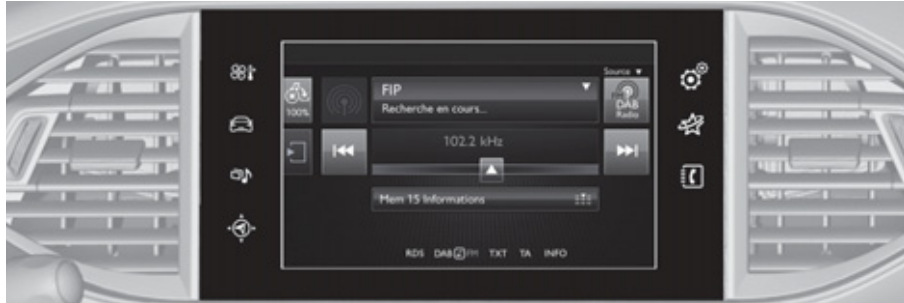 Source ▼
FIP
Recherche en cours...
100%
DAB
Radio
102.2 kHz
Mem 15 Informations
RDS DAB FM TXT TA INFO